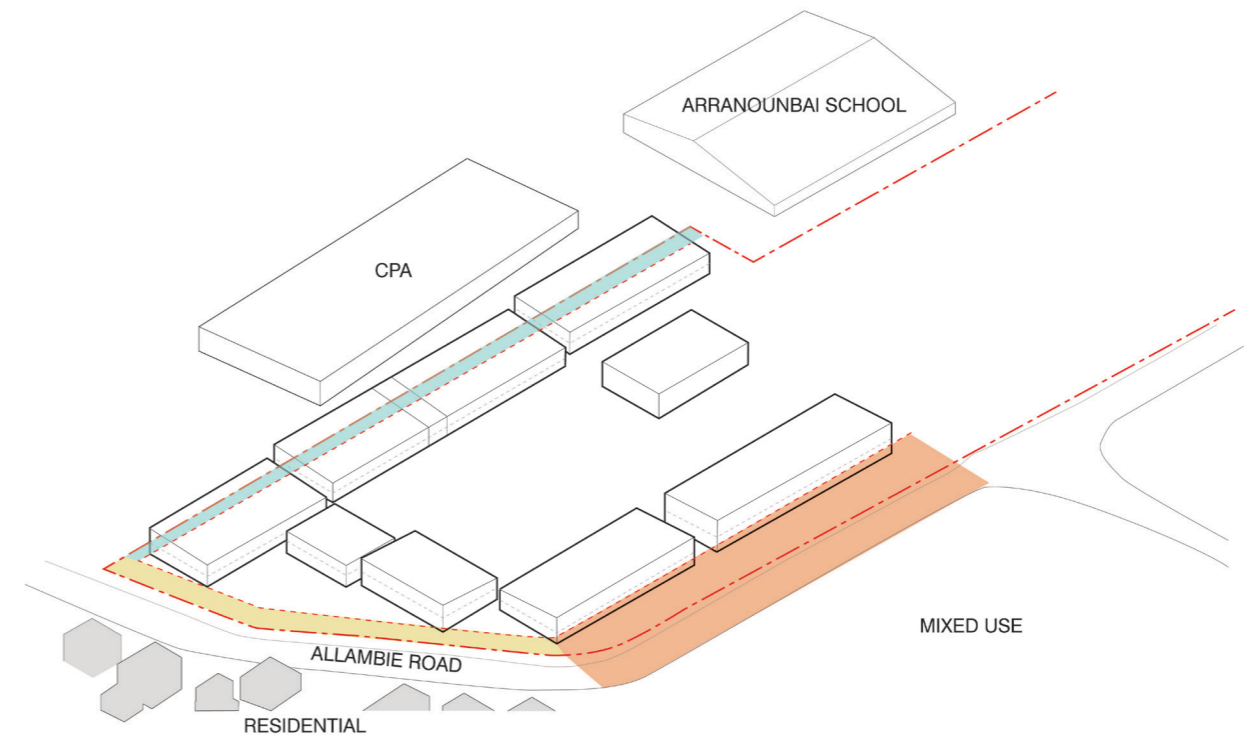 ARRANOUNBAI SCHOOL
CPA
MIXED USE
ALLAMBIE ROAD
RESIDENTIAL